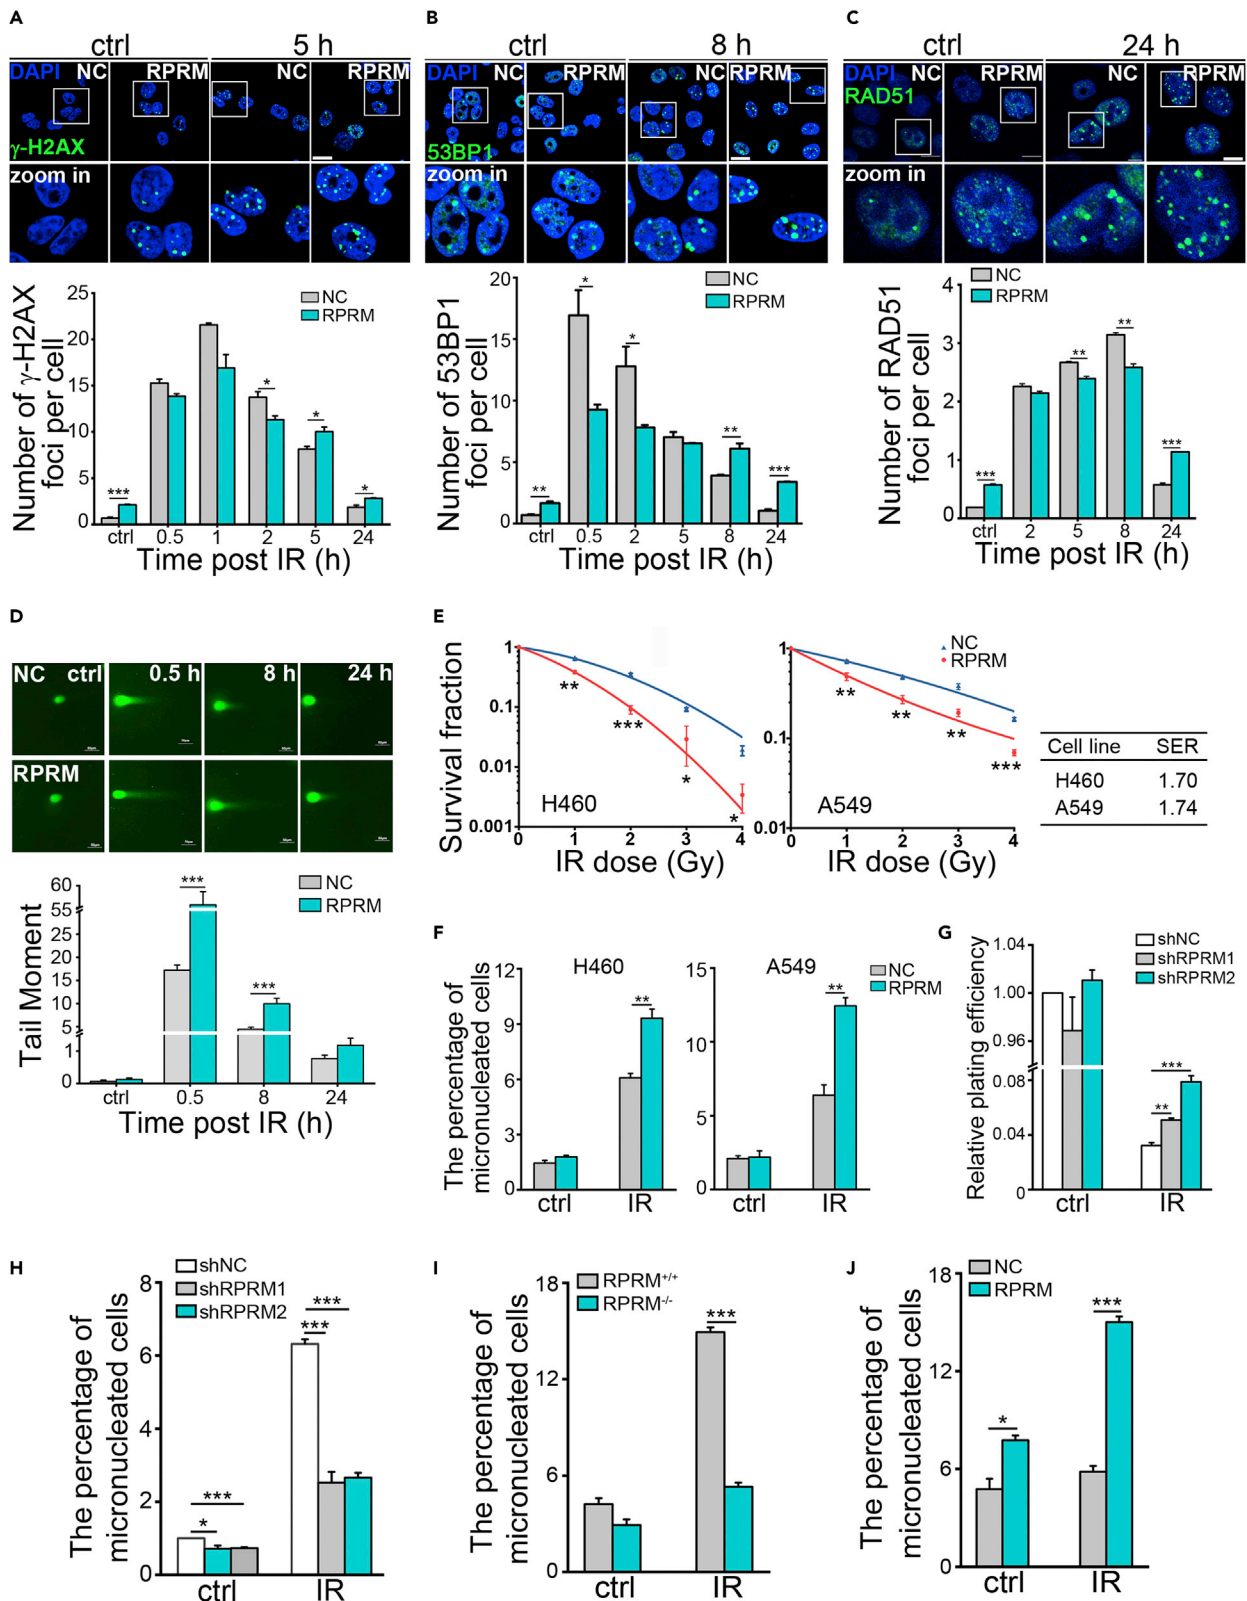 A
ctrl
5 h
DAPI
NC
RPRM
NC
RPRM
γ-H2AX
zoom in
Number of γ-H2AX
foci per cell
25
20
15
10
5
0
NC
RPRM
***
*
*
*
ctrl
0.5
1
2
5
24
Time post IR (h)
B
ctrl
8 h
DAPI
NC
RPRM
NC
RPRM
53BP1
zoom in
Number of 53BP1
foci per cell
20
15
10
5
0
NC
RPRM
**
*
*
**
***
ctrl
0.5
2
5
8
24
Time post IR (h)
C
ctrl
24 h
DAPI
NC
RPRM
NC
RPRM
RAD51
zoom in
Number of RAD51
foci per cell
4
3
2
1
0
NC
RPRM
***
**
**
***
ctrl
2
5
8
24
Time post IR (h)
D
NC
ctrl
0.5 h
8 h
24 h
RPRM
Tail Moment
60
55
25
20
15
10
5
1
0
NC
RPRM
***
***
ctrl
0.5
8
24
Time post IR (h)
E
Survival fraction
1
0.1
0.01
0.001
**
***
*
*
H460
0
1
2
3
4
IR dose (Gy)
1
0.1
0.01
NC
RPRM
**
**
**
***
A549
0
1
2
3
4
IR dose (Gy)
Cell line SER
H460 1.70
A549 1.74
F
The percentage of
micronucleated cells
12
9
6
3
0
H460
**
ctrl
IR
15
10
5
0
A549
NC
RPRM
**
ctrl
IR
G
Relative plating efficiency
1.04
1.00
0.96
0.08
0.04
0
shNC
shRPRM1
shRPRM2
**
***
ctrl
IR
H
The percentage of
micronucleated cells
8
6
4
2
0
shNC
shRPRM1
shRPRM2
***
*
***
***
ctrl
IR
I
The percentage of
micronucleated cells
18
12
6
0
RPRM+/+
RPRM-/-
***
ctrl
IR
J
The percentage of
micronucleated cells
18
12
6
0
NC
RPRM
*
***
ctrl
IR